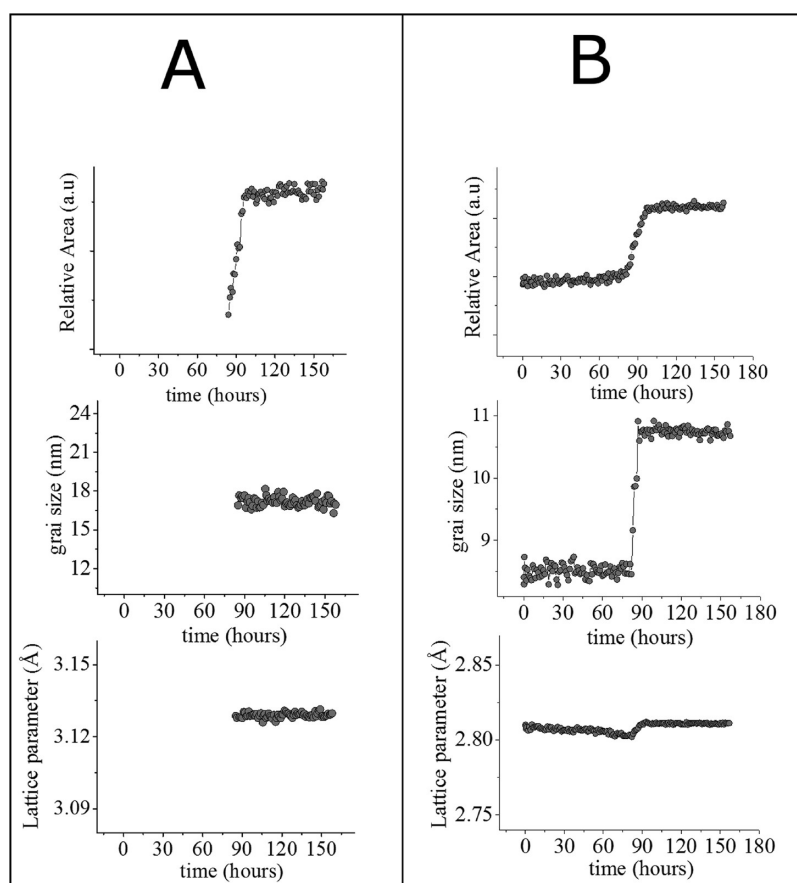 A
Relative Area (a.u)
0 30 60 90 120 150
time (hours)
24
21
18
15
12
grai size (nm)
0 30 60 90 120 150
time (hours)
3.15
3.12
3.09
Lattice parameter (Å)
0 30 60 90 120 150
time (hours)
B
Relative Area (a.u)
0 30 60 90 120 150 180
time (hours)
11
10
9
grai size (nm)
0 30 60 90 120 150 180
time (hours)
2.85
2.80
2.75
Lattice parameter (Å)
0 30 60 90 120 150 180
time (hours)